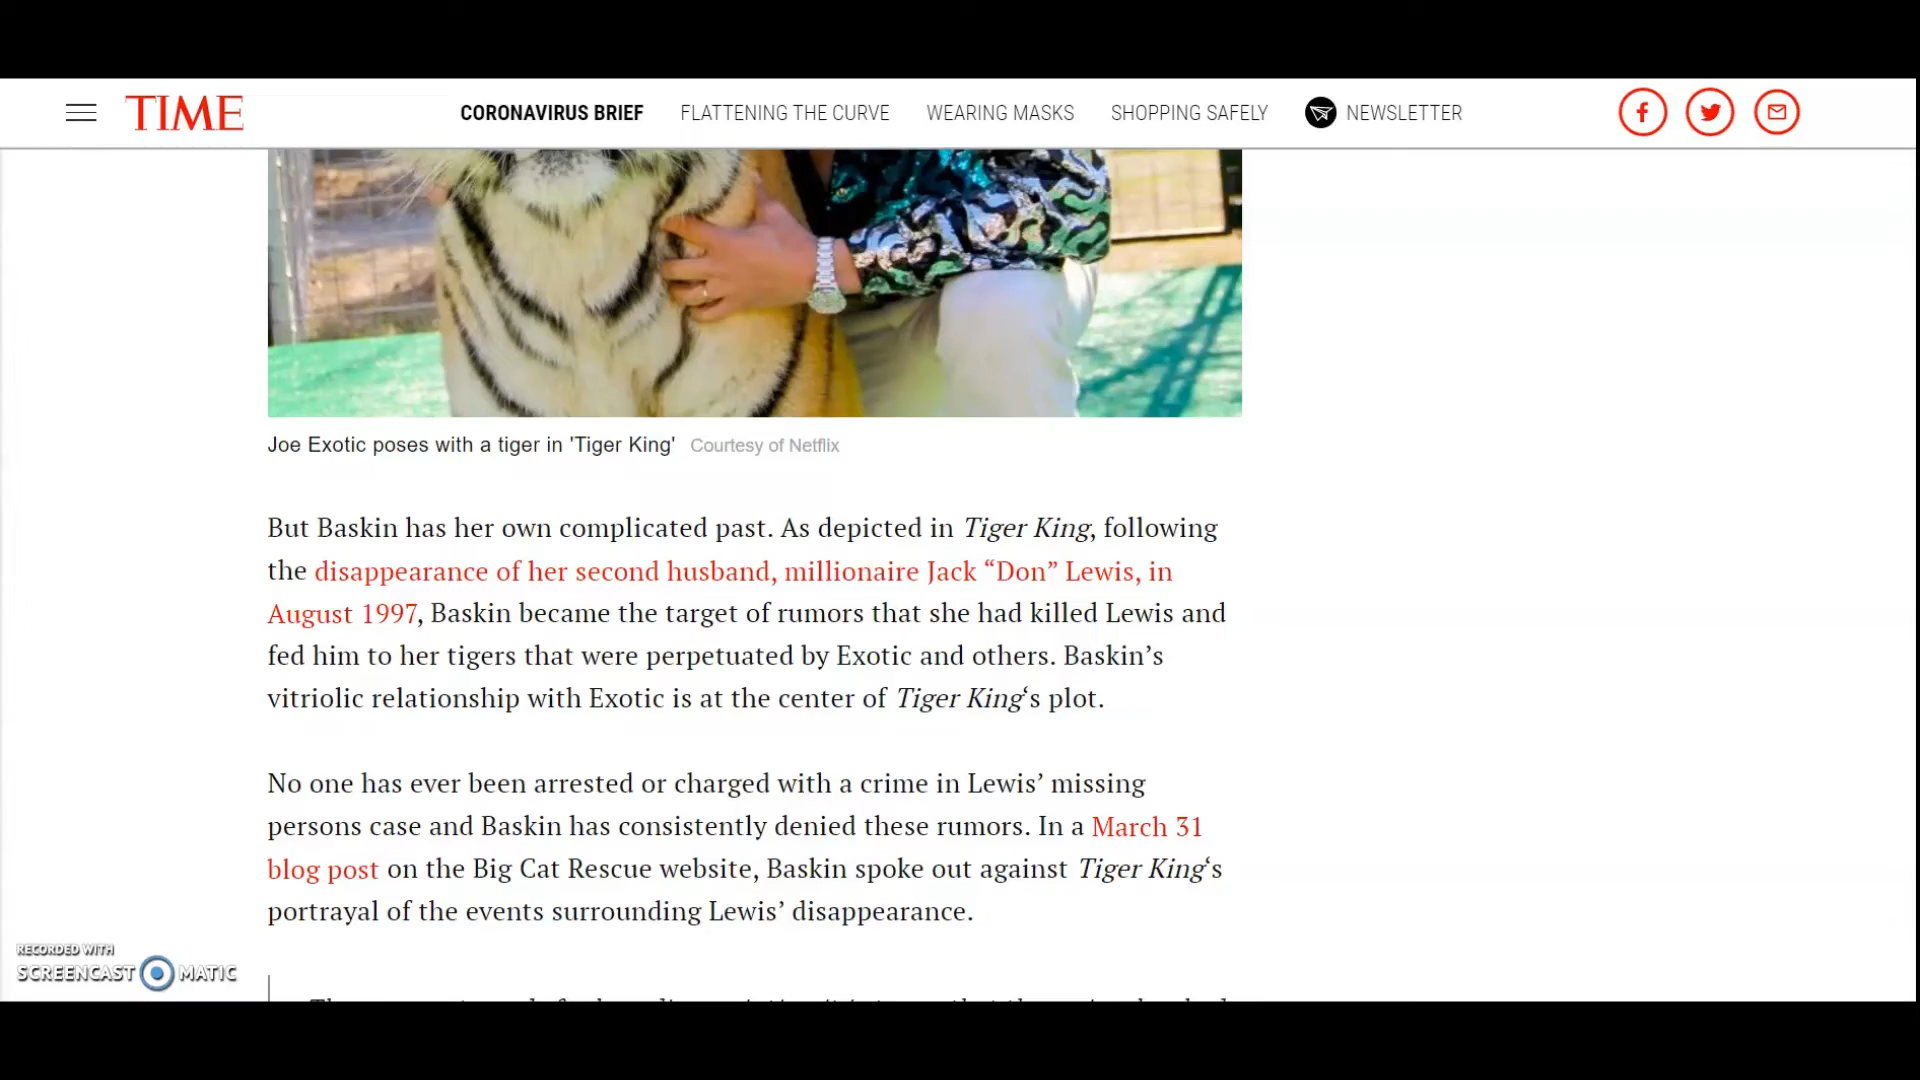 TIME
CORONAVIRUS BRIEF FLATTENING THE CURVE WEARING MASKS SHOPPING SAFELY NEWSLETTER
Joe Exotic poses with a tiger in 'Tiger King' Courtesy of Netflix
But Baskin has her own complicated past. As depicted in Tiger King, following
the disappearance of her second husband, millionaire Jack “Don” Lewis, in
August 1997, Baskin became the target of rumors that she had killed Lewis and
fed him to her tigers that were perpetuated by Exotic and others. Baskin’s
vitriolic relationship with Exotic is at the center of Tiger King‘s plot.
No one has ever been arrested or charged with a crime in Lewis’ missing
persons case and Baskin has consistently denied these rumors. In a March 31
blog post on the Big Cat Rescue website, Baskin spoke out against Tiger King‘s
portrayal of the events surrounding Lewis’ disappearance.
RECORDED WITH
SCREENCAST MATIC